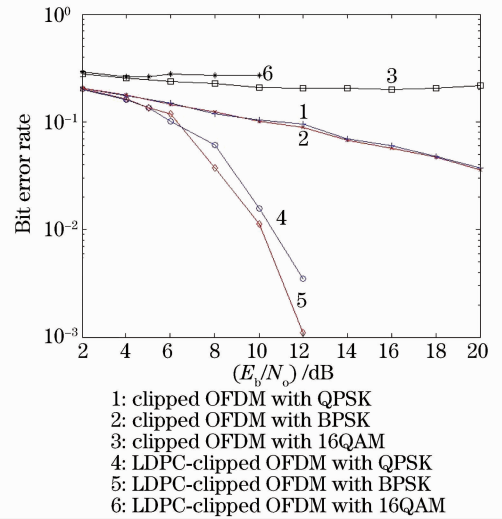 10⁰
6
3
10⁻¹
1
2
Bit error rate
4
10⁻²
5
10⁻³
2 4 6 8 10 12 14 16 18 20
(E_b/N_o) /dB
1: clipped OFDM with QPSK
2: clipped OFDM with BPSK
3: clipped OFDM with 16QAM
4: LDPC-clipped OFDM with QPSK
5: LDPC-clipped OFDM with BPSK
6: LDPC-clipped OFDM with 16QAM